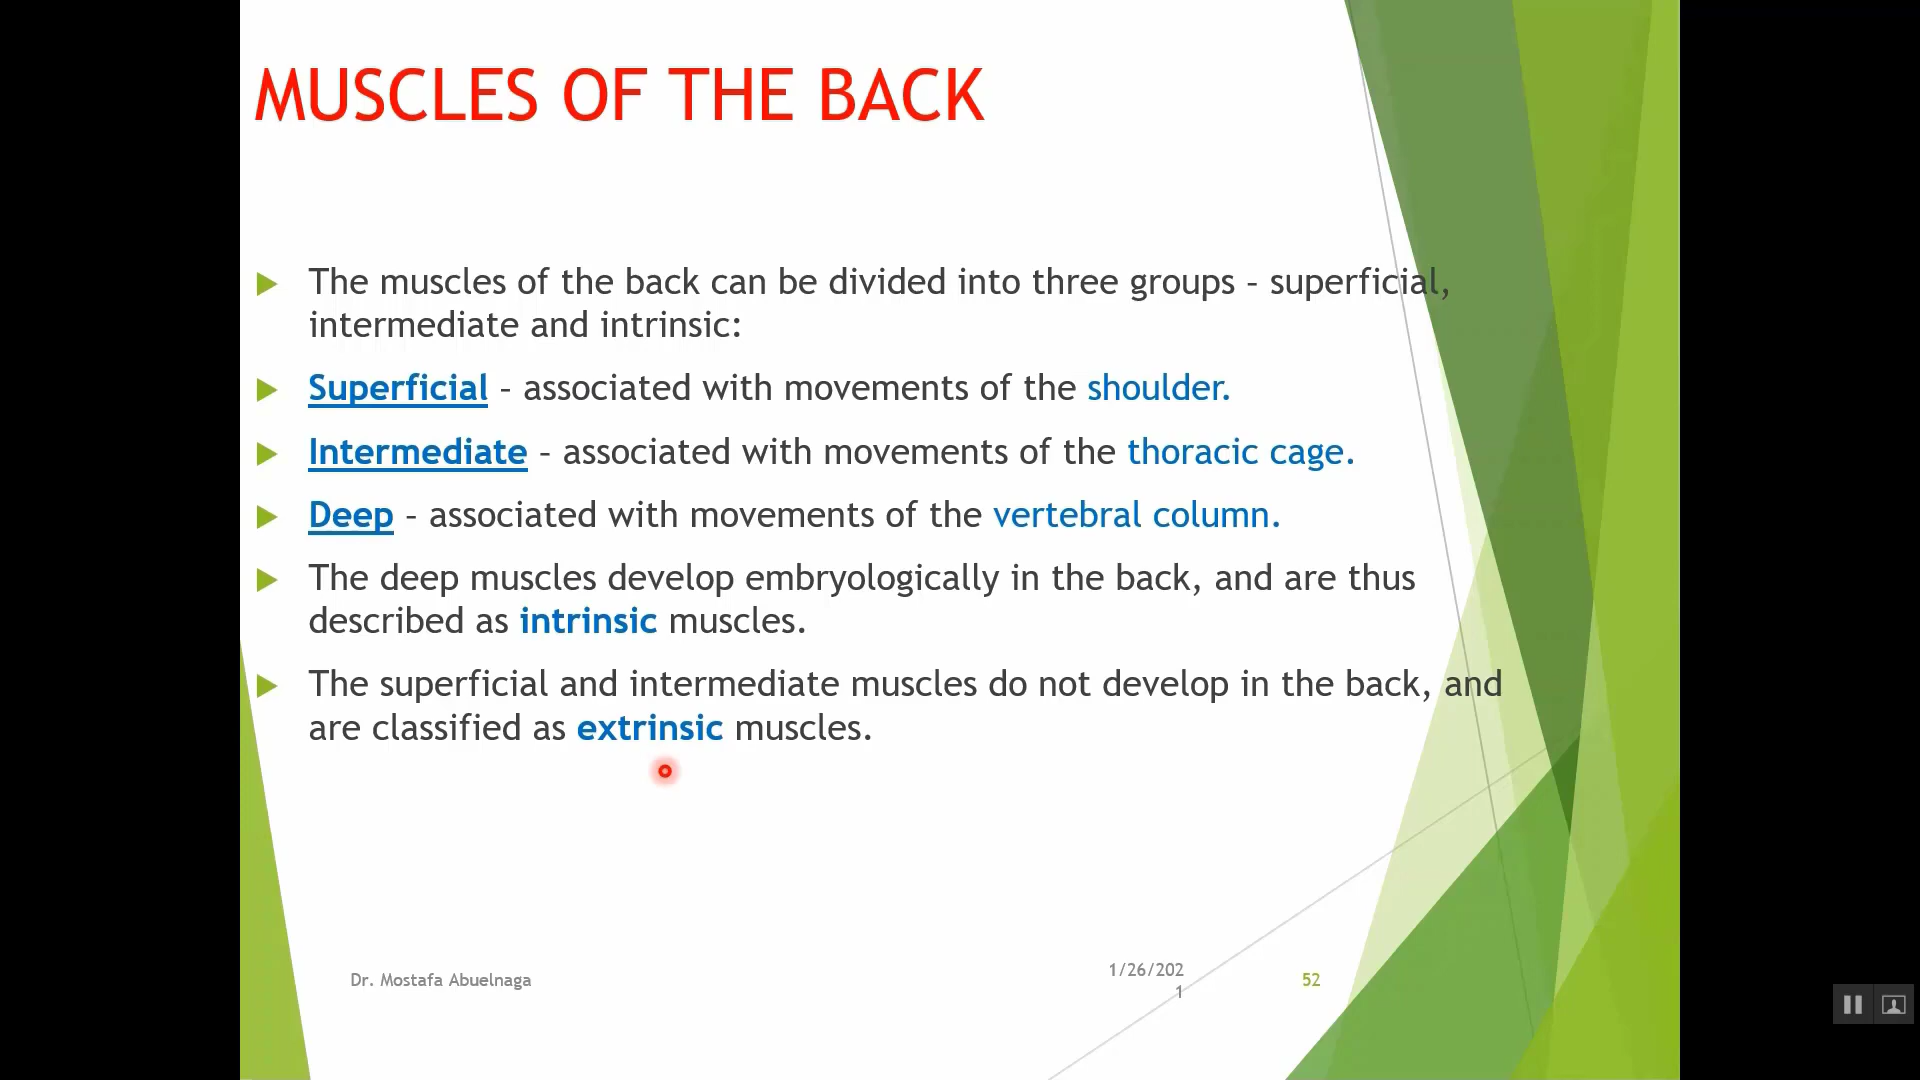 MUSCLES OF THE BACK
The muscles of the back can be divided into three groups – superficial,
intermediate and intrinsic:
Superficial – associated with movements of the shoulder.
Intermediate – associated with movements of the thoracic cage.
Deep – associated with movements of the vertebral column.
The deep muscles develop embryologically in the back, and are thus
described as intrinsic muscles.
The superficial and intermediate muscles do not develop in the back, and
are classified as extrinsic muscles.
Dr. Mostafa Abuelnaga
1/26/202
1
52